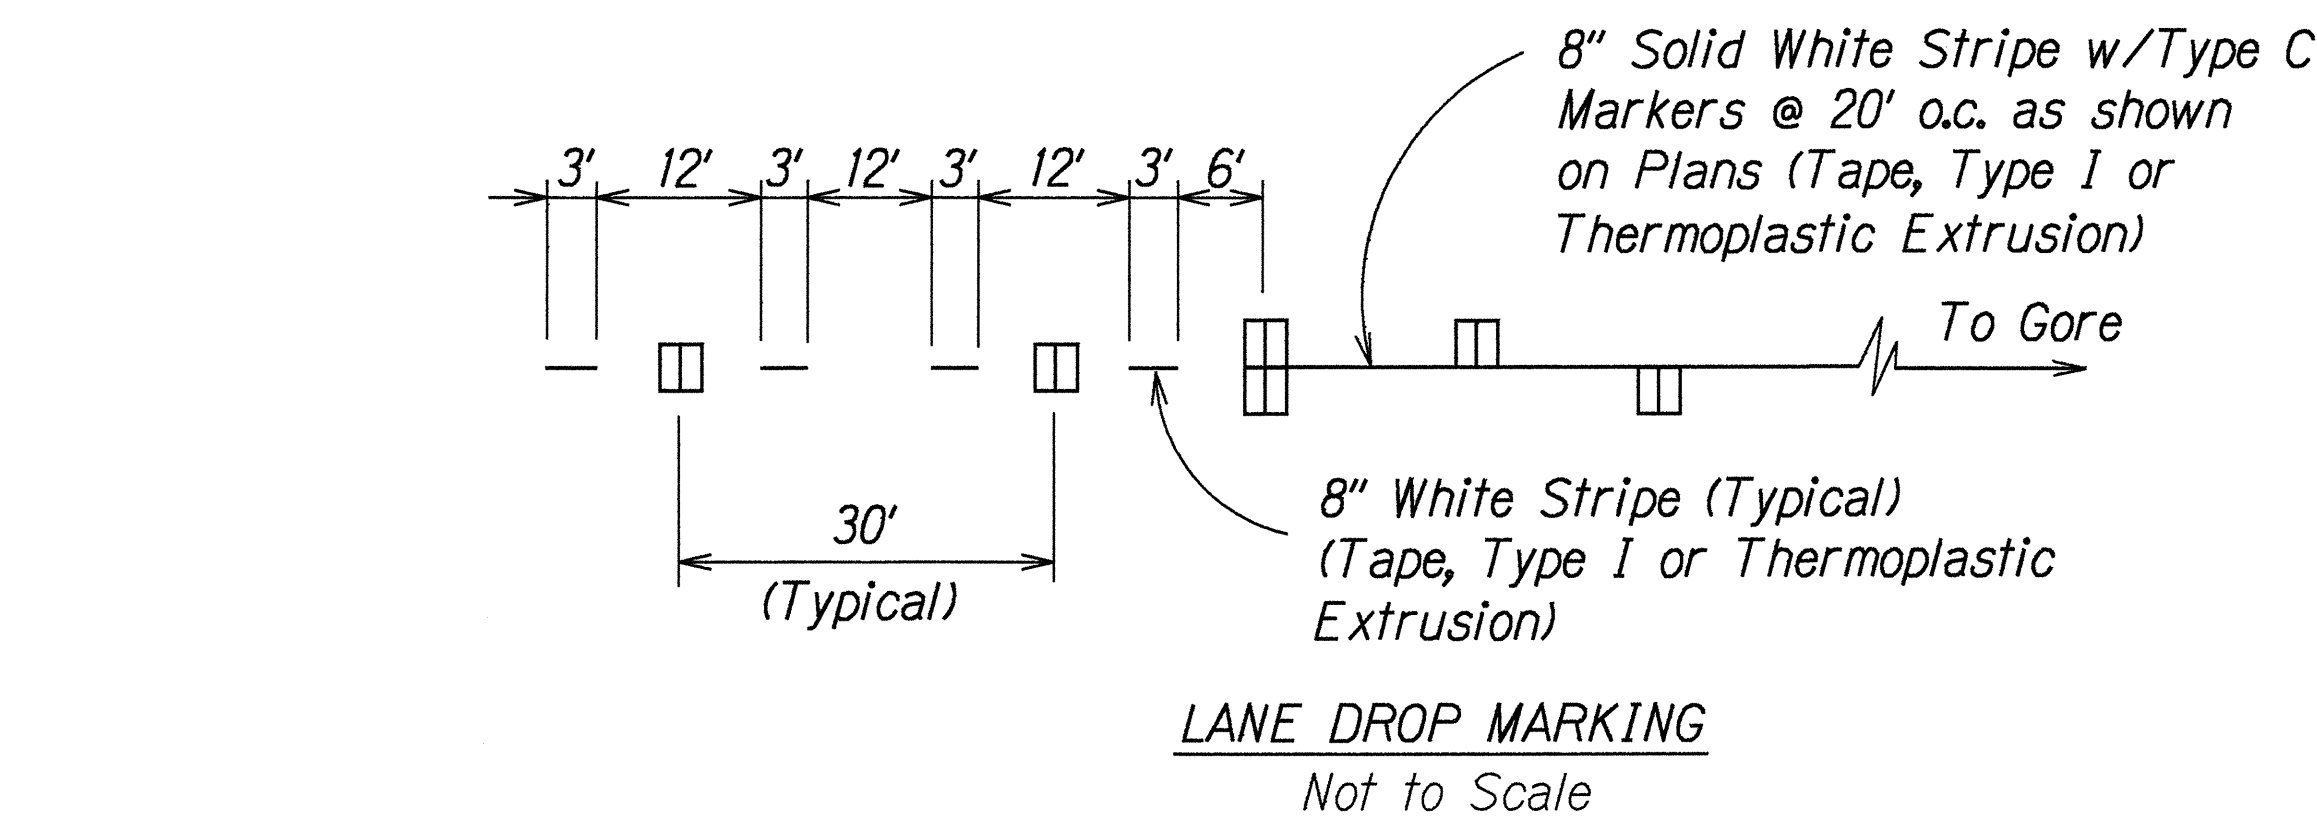 8" Solid White Stripe w/Type C
Markers @ 20' o.c. as shown
on Plans (Tape, Type I or
Thermoplastic Extrusion)
3' 12' 3' 12' 3' 12' 3' 6'
To Gore
8" White Stripe (Typical)
(Tape, Type I or Thermoplastic
Extrusion)
30'
(Typical)
LANE DROP MARKING
Not to Scale